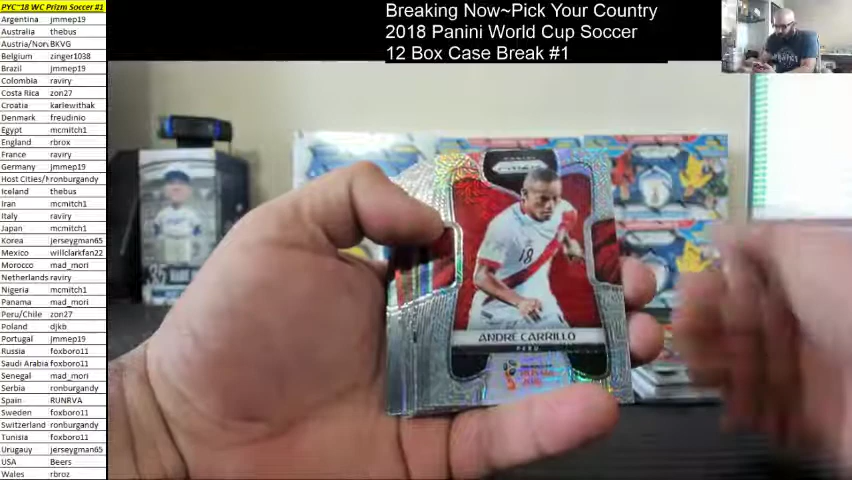 PYC~18 WC Prizm Soccer #1
Argentina jmmep19
Australia thebus
Austria/Nor BKVG
Belgium zinger1038
Brazil jmmep19
Colombia raviry
Costa Rica zon27
Croatia karlewithak
Denmark freudinio
Egypt mcmitch1
England rbrox
France raviry
Germany jmmep19
Host Cities/ ronburgandy
Iceland thebus
Iran mcmitch1
Italy raviry
Japan mcmitch1
Korea jerseygman65
Mexico willclarkfan22
Morocco mad_mori
Netherlands raviry
Nigeria mcmitch1
Panama mad_mori
Peru/Chile zon27
Poland djkb
Portugal jmmep19
Russia foxboro11
Saudi Arabia foxboro11
Senegal mad_mori
Serbia ronburgandy
Spain RUNRVA
Sweden foxboro11
Switzerland ronburgandy
Tunisia foxboro11
Urugauy jerseygman65
USA Beers
Wales rbroz
Breaking Now~Pick Your Country
2018 Panini World Cup Soccer
12 Box Case Break #1
18
ANDRE CARRILLO
PERU